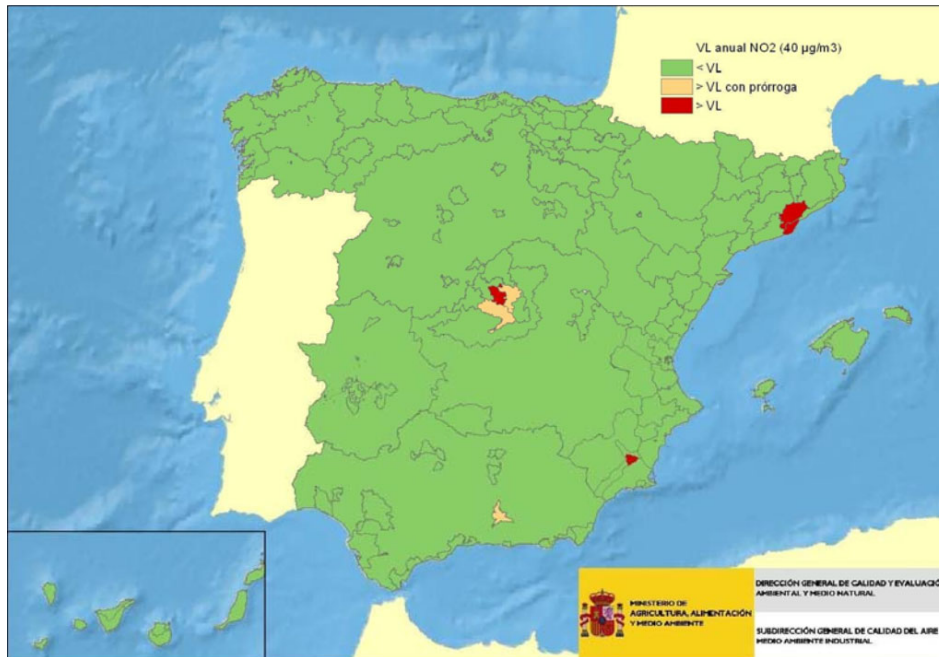 VL anual NO2 (40 µg/m3)
< VL
> VL con prórroga
> VL
MINISTERIO DE
AGRICULTURA, ALIMENTACIÓN
Y MEDIO AMBIENTE
DIRECCIÓN GENERAL DE CALIDAD Y EVALUACIÓ
AMBIENTAL Y MEDIO NATURAL
SUBDIRECCIÓN GENERAL DE CALIDAD DEL AIRE
MEDIO AMBIENTE INDUSTRIAL